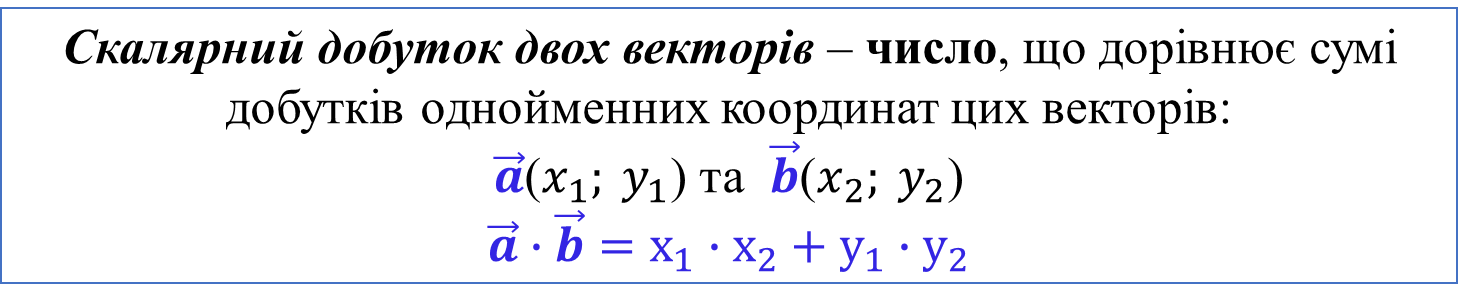 Скалярний добуток двох векторів – число, що дорівнює сумі
добутків однойменних координат цих векторів:
𝒂⃗(𝑥₁; 𝑦₁) та 𝒃⃗(𝑥₂; 𝑦₂)
𝒂⃗ · 𝒃⃗ = x₁ · x₂ + y₁ · y₂